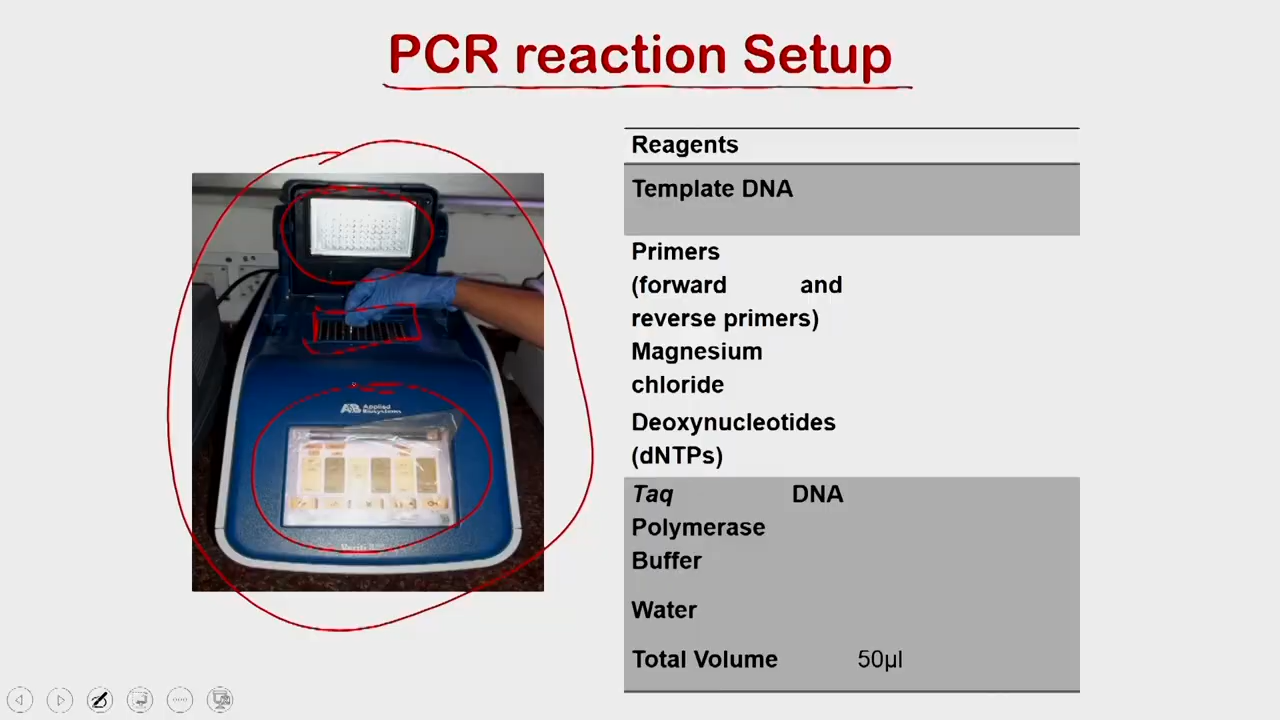 PCR reaction Setup
Applied
Biosystems
Veriti
Reagents
Template DNA
Primers
(forward and
reverse primers)
Magnesium
chloride
Deoxynucleotides
(dNTPs)
Taq DNA
Polymerase
Buffer
Water
Total Volume 50µl